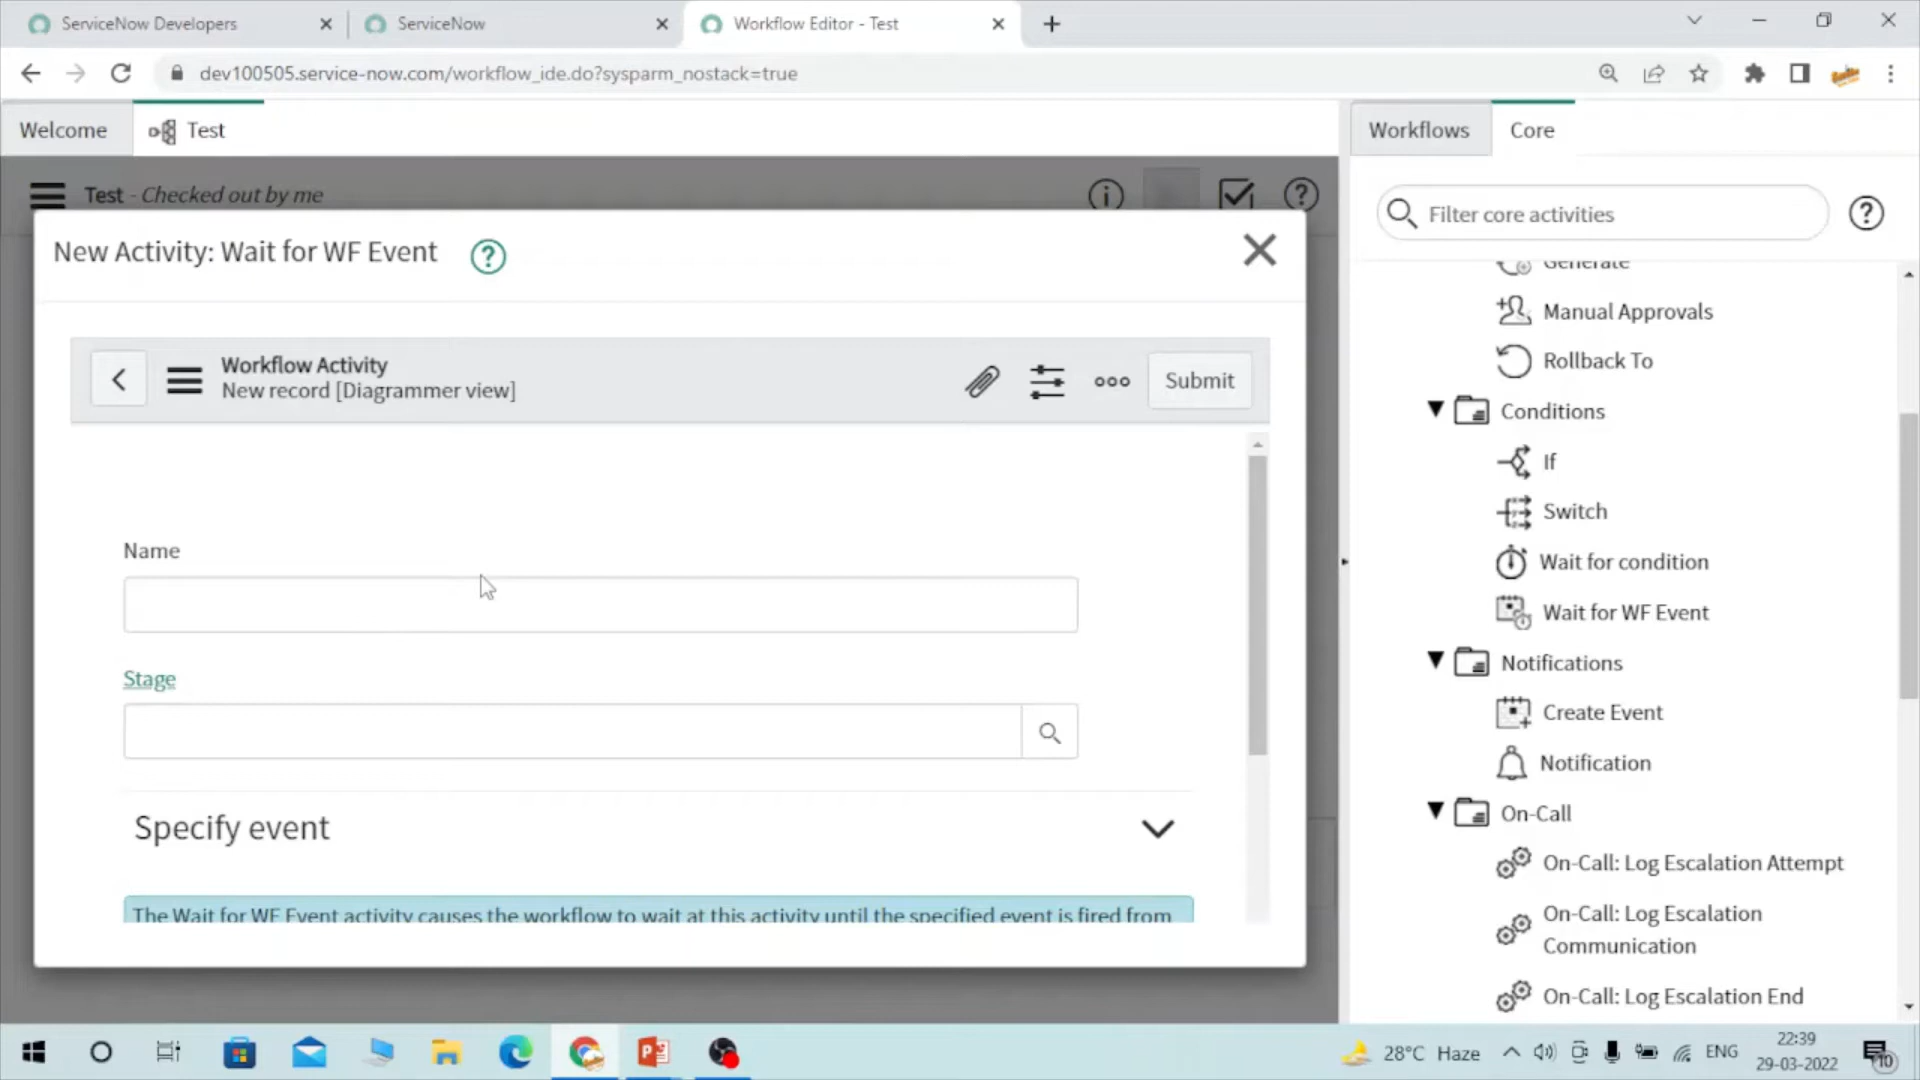 ServiceNow Developers
ServiceNow
Workflow Editor - Test
dev100505.service-now.com/workflow_ide.do?sysparm_nostack=true
Welcome
Test
Workflows
Core
Test - Checked out by me
Filter core activities
New Activity: Wait for WF Event
Generate
Manual Approvals
Rollback To
Workflow Activity
New record [Diagrammer view]
Submit
Conditions
If
Switch
Name
Wait for condition
Wait for WF Event
Stage
Notifications
Create Event
Notification
Specify event
On-Call
On-Call: Log Escalation Attempt
The Wait for WF Event activity causes the workflow to wait at this activity until the specified event is fired from
On-Call: Log Escalation
Communication
On-Call: Log Escalation End
28°C Haze
ENG
22:39
29-03-2022
10